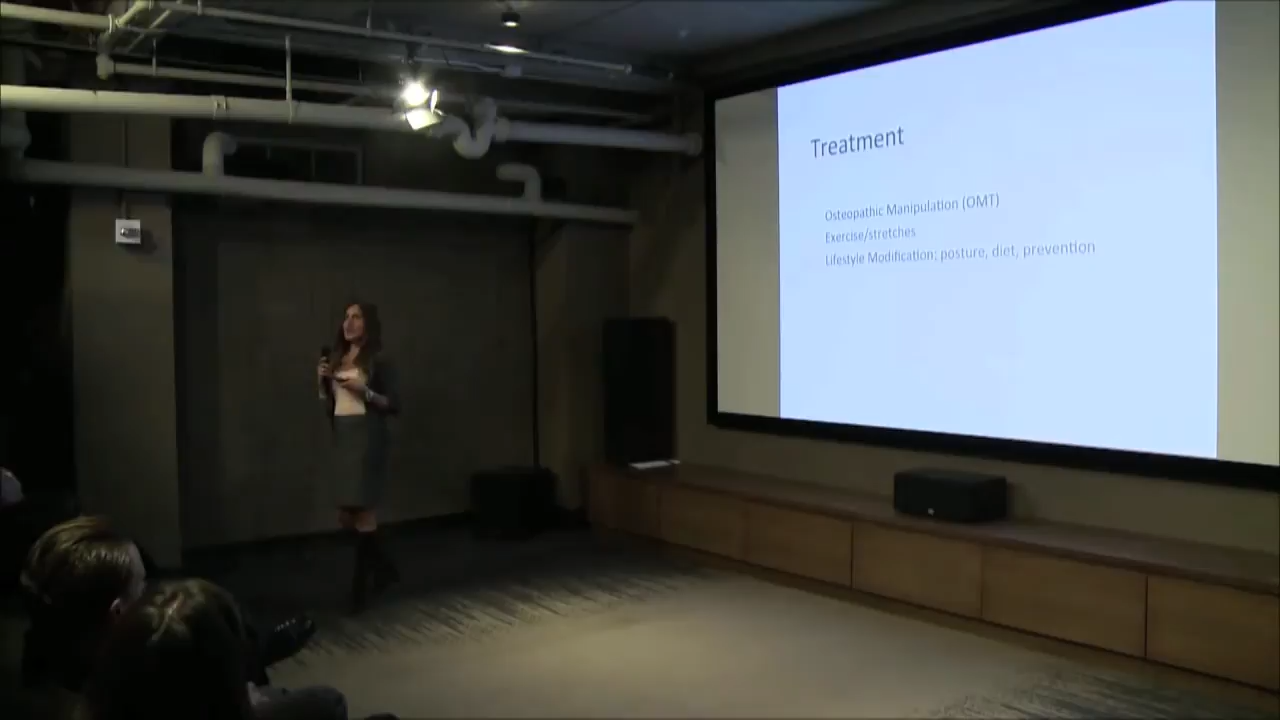 Treatment
Osteopathic Manipulation (OMT)
Exercise/stretches
Lifestyle Modification: posture, diet, prevention